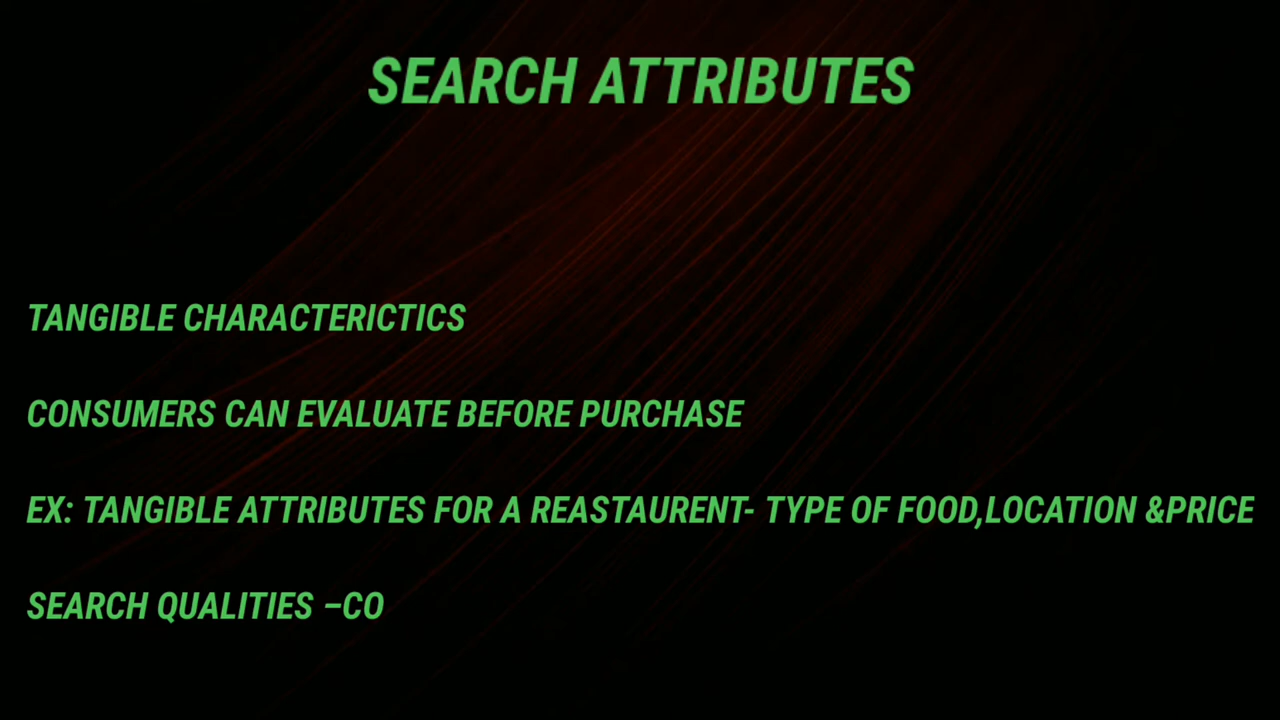 SEARCH ATTRIBUTES
TANGIBLE CHARACTERICTICS
CONSUMERS CAN EVALUATE BEFORE PURCHASE
EX: TANGIBLE ATTRIBUTES FOR A REASTAURENT- TYPE OF FOOD,LOCATION &PRICE
SEARCH QUALITIES –CO